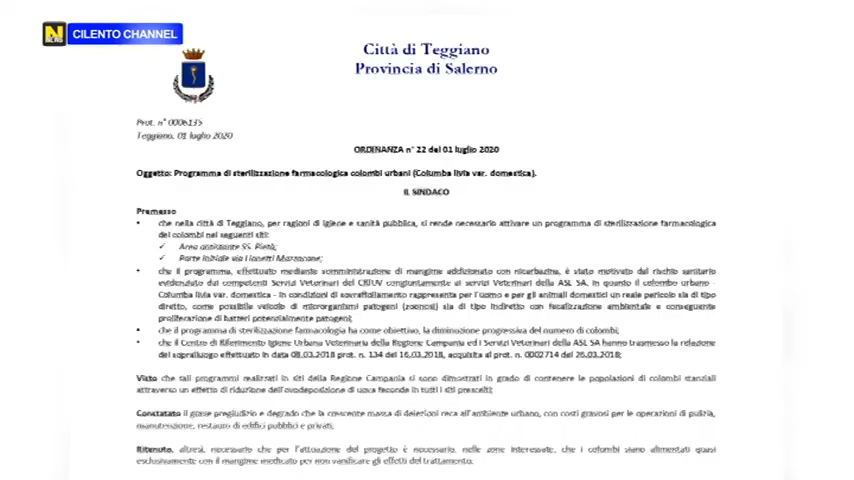 CILENTO CHANNEL
Città di Teggiano
Provincia di Salerno
Prot. n° 0006135
Teggiano, 01 luglio 2020
ORDINANZA n° 22 del 01 luglio 2020
Oggetto: Programma di sterilizzazione farmacologica colombi urbani (Columba livia var. domestica).
IL SINDACO
Premesso
• che nella città di Teggiano, per ragioni di igiene e sanità pubblica, si rende necessario attivare un programma di sterilizzazione farmacologica
dei colombi nei seguenti siti:
✓ Area antistante SS. Pietà;
✓ Parte iniziale via Lionetti Marzacane;
• che il programma, effettuato mediante somministrazione di mangime addizionato con nicarbazina, è stato motivato dal rischio sanitario
evidenziato dai competenti Servizi Veterinari del CRIUV congiuntamente ai servizi Veterinari della ASL SA, in quanto il colombo urbano -
Columba livia var. domestica - in condizioni di sovraffollamento rappresenta per l'uomo e per gli animali domestici un reale pericolo sia di tipo
diretto, come possibile veicolo di microrganismi patogeni (zoonosi) sia di tipo indiretto con fecalizzazione ambientale e conseguente
proliferazione di batteri potenzialmente patogeni;
• che il programma di sterilizzazione farmacologia ha come obiettivo, la diminuzione progressiva del numero di colombi;
• che il Centro di Riferimento Igiene Urbana Veterinaria della Regione Campania ed i Servizi Veterinari della ASL SA hanno trasmesso la relazione
del sopralluogo effettuato in data 08.03.2018 prot. n. 134 del 16.03.2018, acquisita al prot. n. 0002714 del 26.03.2018;
Visto che tali programmi realizzati in siti della Regione Campania si sono dimostrati in grado di contenere le popolazioni di colombi stanziali
attraverso un effetto di riduzione dell'ovodeposizione di uova feconde in tutti i siti prescelti;
Constatato il grave pregiudizio e degrado che la crescente massa di deiezioni reca all'ambiente urbano, con costi gravosi per le operazioni di pulizia,
manutenzione, restauro di edifici pubblici e privati;
Ritenuto, altresì, necessario che per l'attuazione del progetto è necessario, nelle zone interessate, che i colombi siano alimentati quasi
esclusivamente con il mangime medicato per non vanificare gli effetti del trattamento.